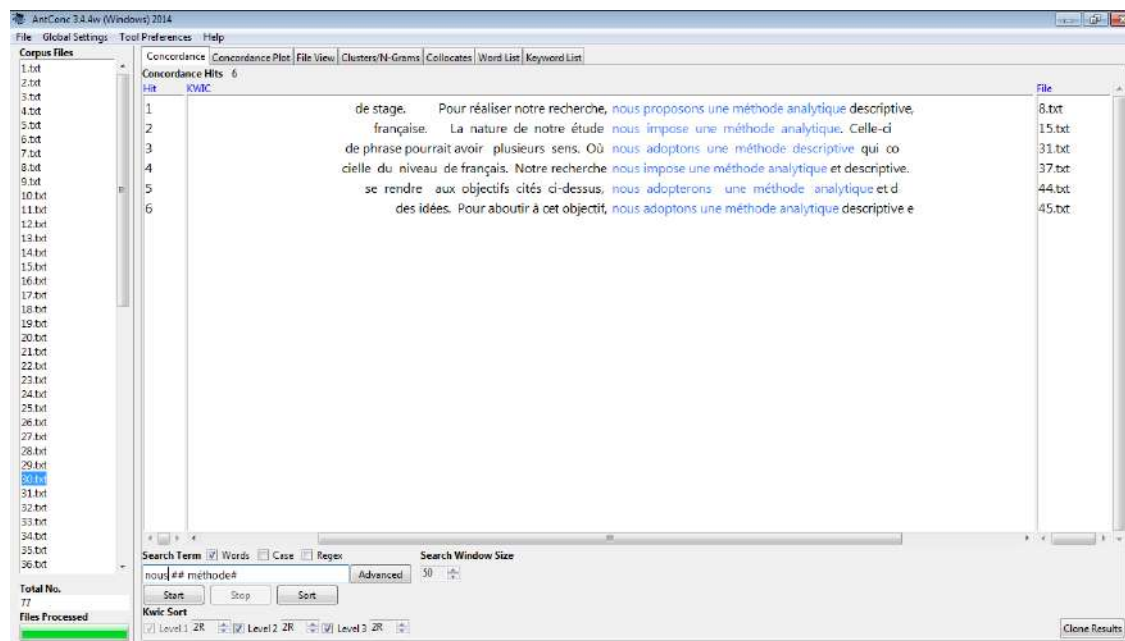 AntConc 3.4.4w (Windows) 2014
File Global Settings Tool Preferences Help
Corpus Files
1.txt
2.txt
3.txt
4.txt
5.txt
6.txt
7.txt
8.txt
9.txt
10.txt
11.txt
12.txt
13.txt
14.txt
15.txt
16.txt
17.txt
18.txt
19.txt
20.txt
21.txt
22.txt
23.txt
24.txt
25.txt
26.txt
27.txt
28.txt
29.txt
30.txt
31.txt
32.txt
33.txt
34.txt
35.txt
36.txt
Total No.
77
Files Processed
Concordance Concordance Plot File View Clusters/N-Grams Collocates Word List Keyword List
Concordance Hits 6
Hit KWIC File
1 de stage. Pour réaliser notre recherche, nous proposons une méthode analytique descriptive, 8.txt
2 française. La nature de notre étude nous impose une méthode analytique. Celle-ci 15.txt
3 de phrase pourrait avoir plusieurs sens. Où nous adoptons une méthode descriptive qui co 31.txt
4 cielle du niveau de français. Notre recherche nous impose une méthode analytique et descriptive. 37.txt
5 se rendre aux objectifs cités ci-dessus, nous adopterons une méthode analytique et d 44.txt
6 des idées. Pour aboutir à cet objectif, nous adoptons une méthode analytique descriptive e 45.txt
Search Term Words Case Regex Search Window Size
nous ## méthode# Advanced 50
Start Stop Sort
Kwic Sort
Level 1 2R Level 2 2R Level 3 2R
Clone Results